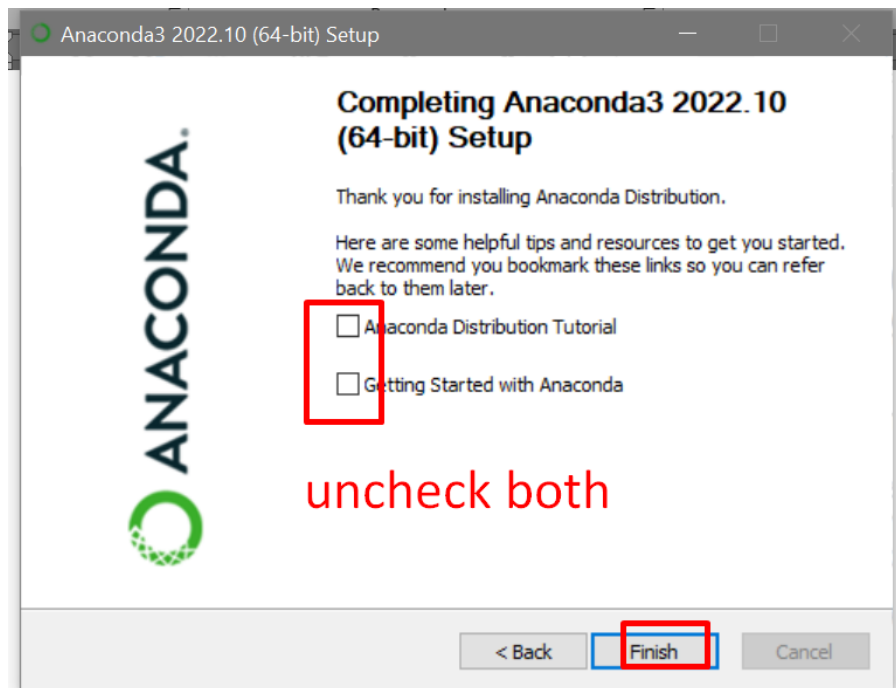 Anaconda3 2022.10 (64-bit) Setup
Completing Anaconda3 2022.10
(64-bit) Setup
ANACONDA.
Thank you for installing Anaconda Distribution.
Here are some helpful tips and resources to get you started.
We recommend you bookmark these links so you can refer
back to them later.
Anaconda Distribution Tutorial
Getting Started with Anaconda
uncheck both
< Back
Finish
Cancel